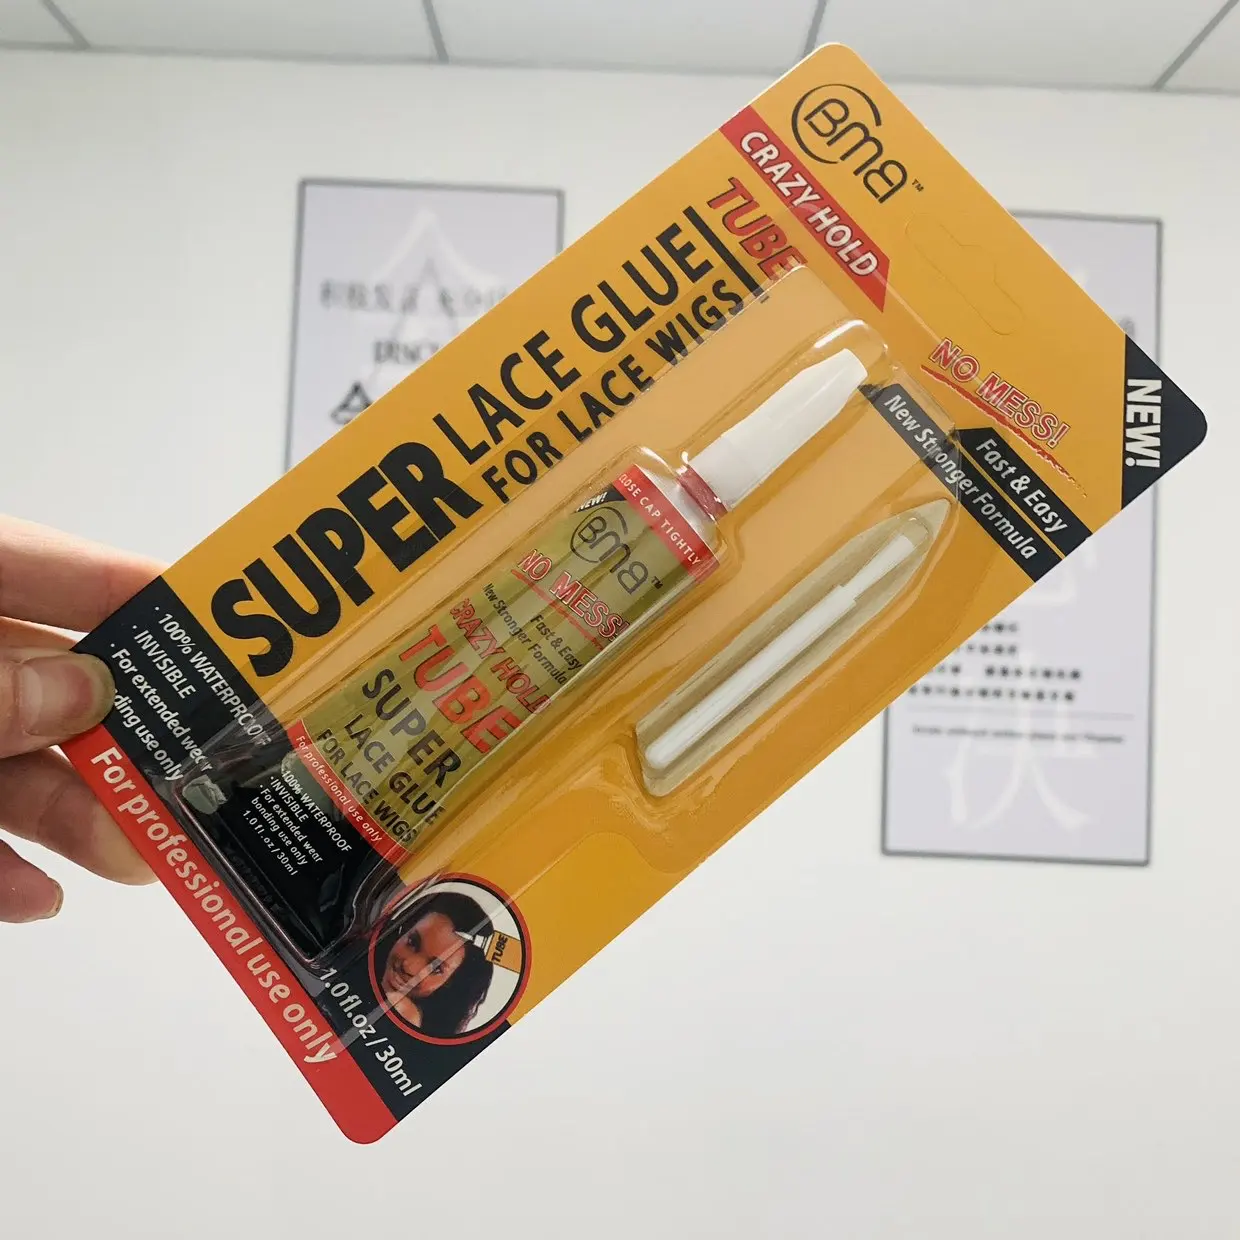 BMB™
CRAZY HOLD
TUBE
SUPER LACE GLUE
FOR LACE WIGS
NO MESS!
Fast & Easy
New Stronger Formula
NEW!
· 100% WATERPROOF
· INVISIBLE
· For extended wear
ding use only
For professional use only
1.0fl.oz/30ml
TUBE
CLOSE CAP TIGHTLY
NEW!
BMB™
NO MESS!
Fast & Easy
New Stronger Formula
CRAZY HOLD
TUBE
SUPER
LACE GLUE
FOR LACE WIGS
For professional use only
· 100% WATERPROOF
· INVISIBLE
· For extended wear
bonding use only
1.0fl.oz/30ml